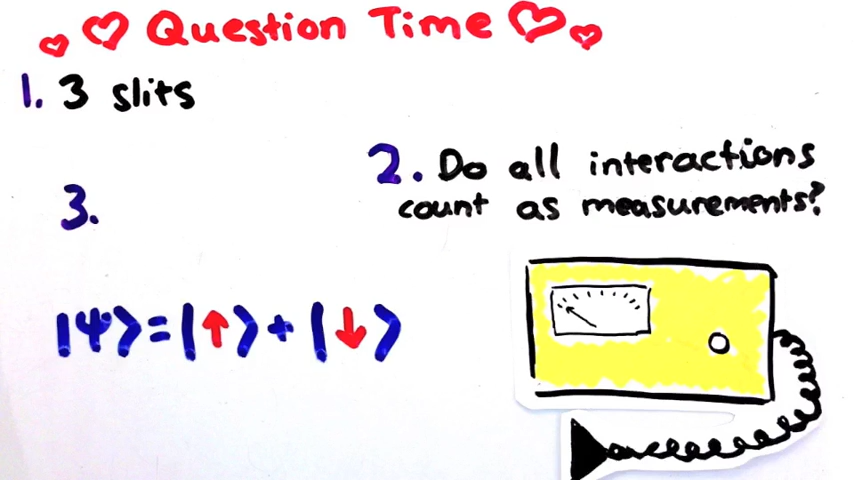 Question Time
1. 3 slits
2. Do all interactions
count as measurements?
3.
|Ψ⟩=|↑⟩+|↓⟩